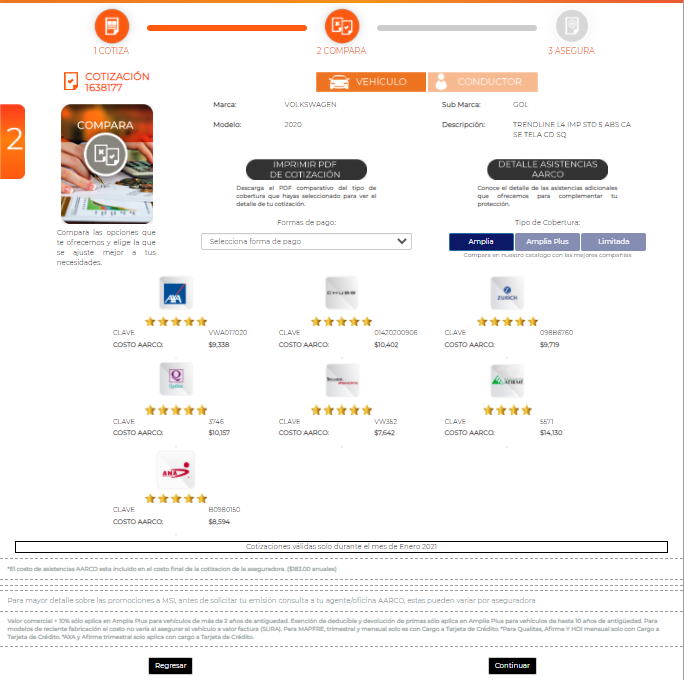 1 COTIZA
2 COMPARA
3 ASEGURA
COTIZACIÓN
1638177
VEHÍCULO
CONDUCTOR
2
COMPARA
Compara las opciones que
te ofrecemos y elige la que
se ajuste mejor a tus
necesidades.
Marca: VOLKSWAGEN Sub Marca: GOL
Modelo: 2020 Descripción: TRENDLINE L4 IMP STD 5 ABS CA
SE TELA CD SQ
IMPRIMIR PDF
DE COTIZACIÓN
Descarga el PDF comparativo del tipo de
cobertura que hayas seleccionado para ver el
detalle de tu cotización.
DETALLE ASISTENCIAS
AARCO
Conoce el detalle de las asistencias adicionales
que ofrecemos para complementar tu
protección.
Formas de pago:
Selecciona forma de pago
Tipo de Cobertura:
Amplia Amplia Plus Limitada
Compara en nuestro catalogo con las mejores compañías
AXA CHUBB ZURICH
CLAVE VWA017020 CLAVE 01420200906 CLAVE 098B6760
COSTO AARCO: $9,338 COSTO AARCO: $10,402 COSTO AARCO: $9,719
Q AFIRME
CLAVE 3746 CLAVE VW352 CLAVE 5571
COSTO AARCO: $10,157 COSTO AARCO: $7,642 COSTO AARCO: $14,130
ANA
CLAVE B0980150
COSTO AARCO: $8,594
Cotizaciones válidas solo durante el mes de Enero 2021
*El costo de asistencias AARCO esta incluido en el costo final de la cotizacion de la aseguradora. ($183.00 anuales)
Para mayor detalle sobre las promociones a MSI, antes de solicitar tu emisión consulta a tu agente/oficina AARCO, estas pueden variar por aseguradora
Valor comercial + 10% sólo aplica en Amplia Plus para vehículos de más de 2 años de antiguedad. Exención de deducible y devolución de primas sólo aplica en Amplia Plus para vehículos de hasta 10 años de antigüedad. Para
modelos de reciente fabricación el costo no varía al asegurar el vehículo a valor factura (SURA). Para MAPFRE, trimestral y mensual solo es con Cargo a Tarjeta de Crédito. *Para Qualitas, Afirme Y HDI mensual solo con Cargo a
Tarjeta de Crédito. *AXA y Afirme trimestral solo aplica con cargo a Tarjeta de Crédito.
Regresar
Continuar